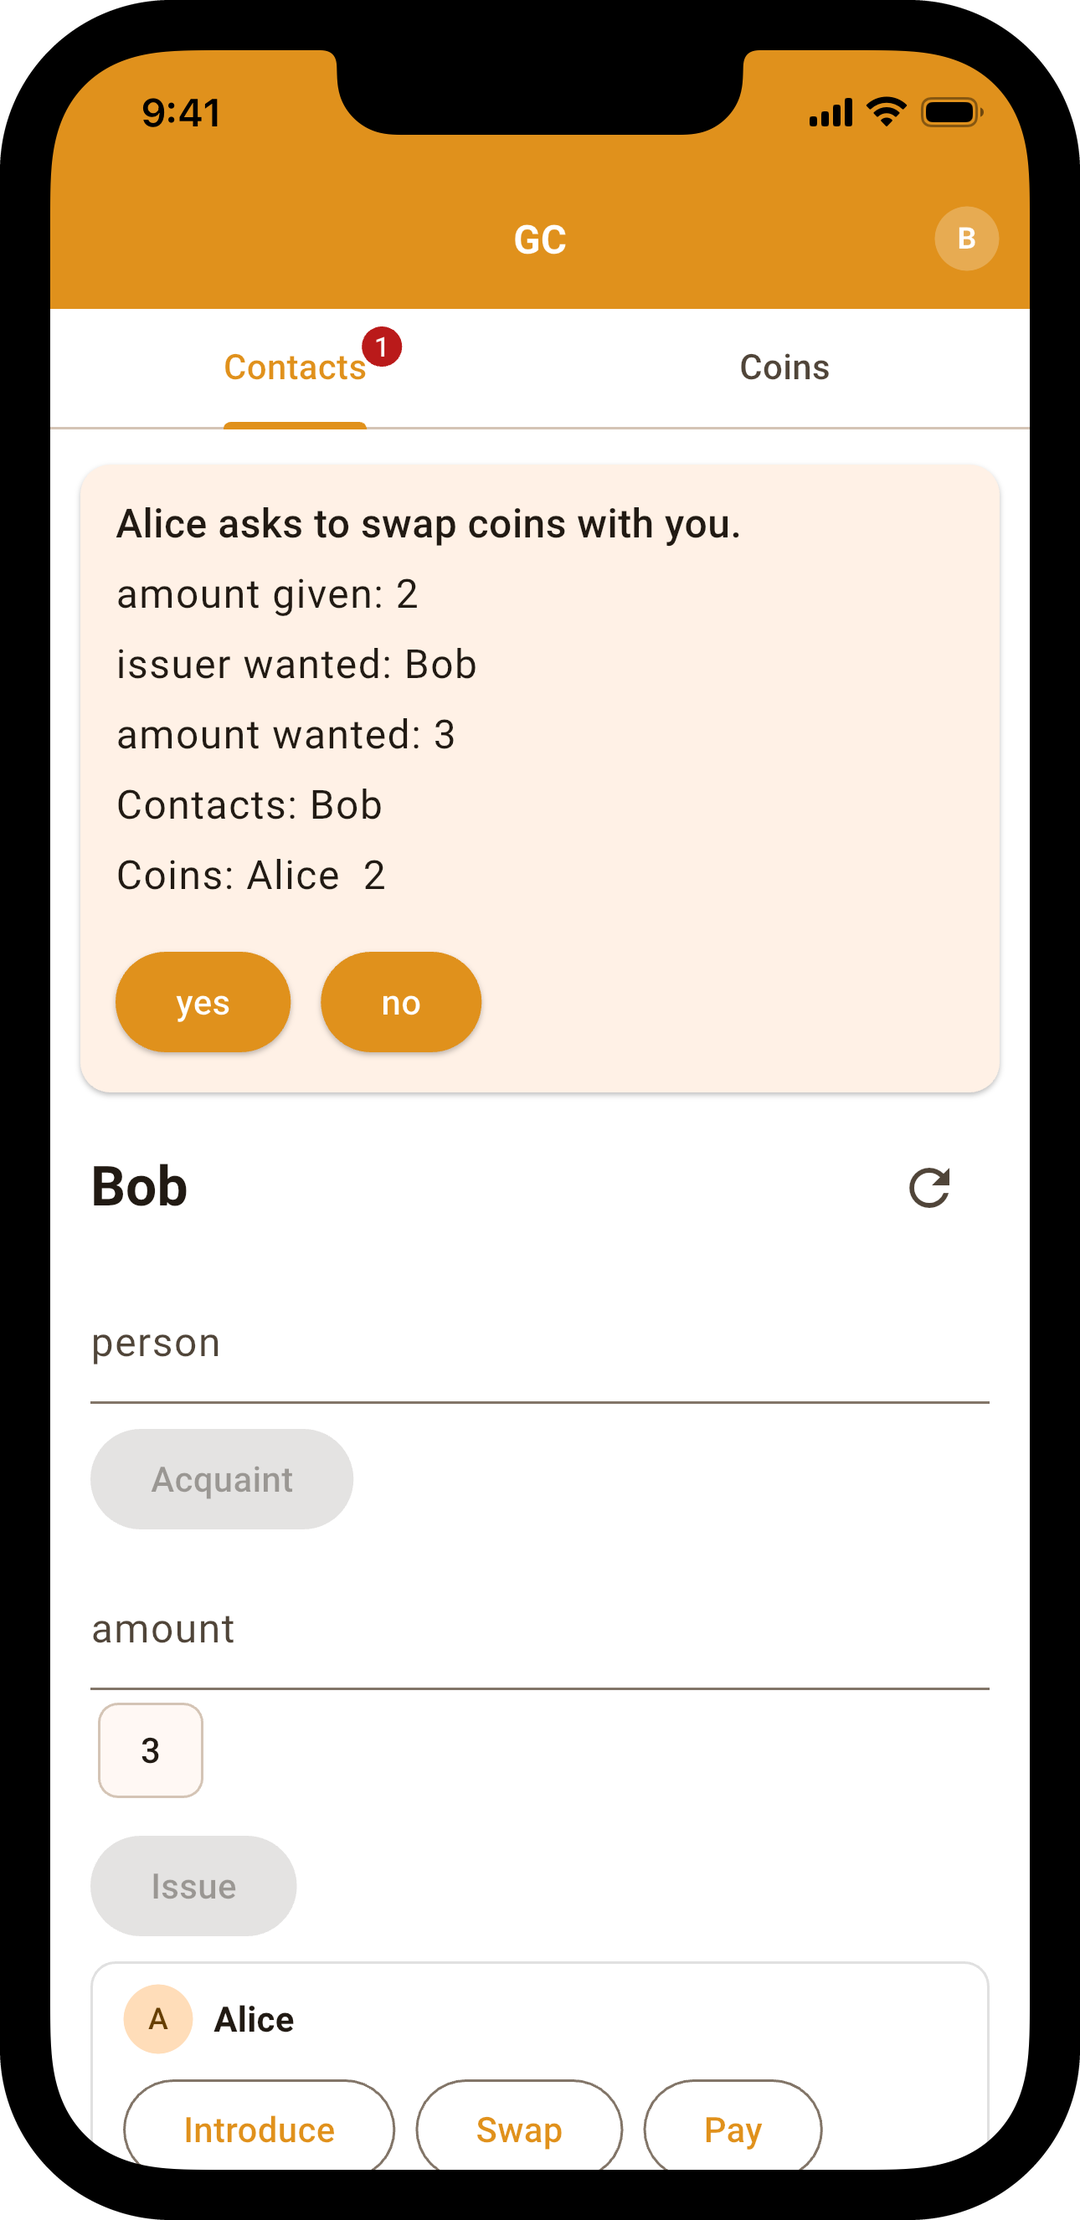 9:41
GC
B
Contacts 1
Coins
Alice asks to swap coins with you.
amount given: 2
issuer wanted: Bob
amount wanted: 3
Contacts: Bob
Coins: Alice 2
yes no
Bob
person
Acquaint
amount
3
Issue
A Alice
Introduce Swap Pay